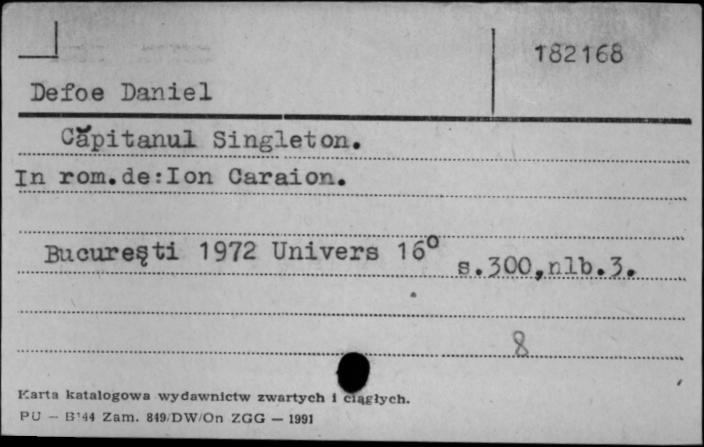 182168
Defoe Daniel
Căpitanul Singleton.
In rom.de:Ion Caraion.
Bucureşti 1972 Univers 16° s.300,nlb.3.
8
Karta katalogowa wydawnictw zwartych i ciągłych.
PU — B144 Zam. 849/DW/On ZGG — 1991